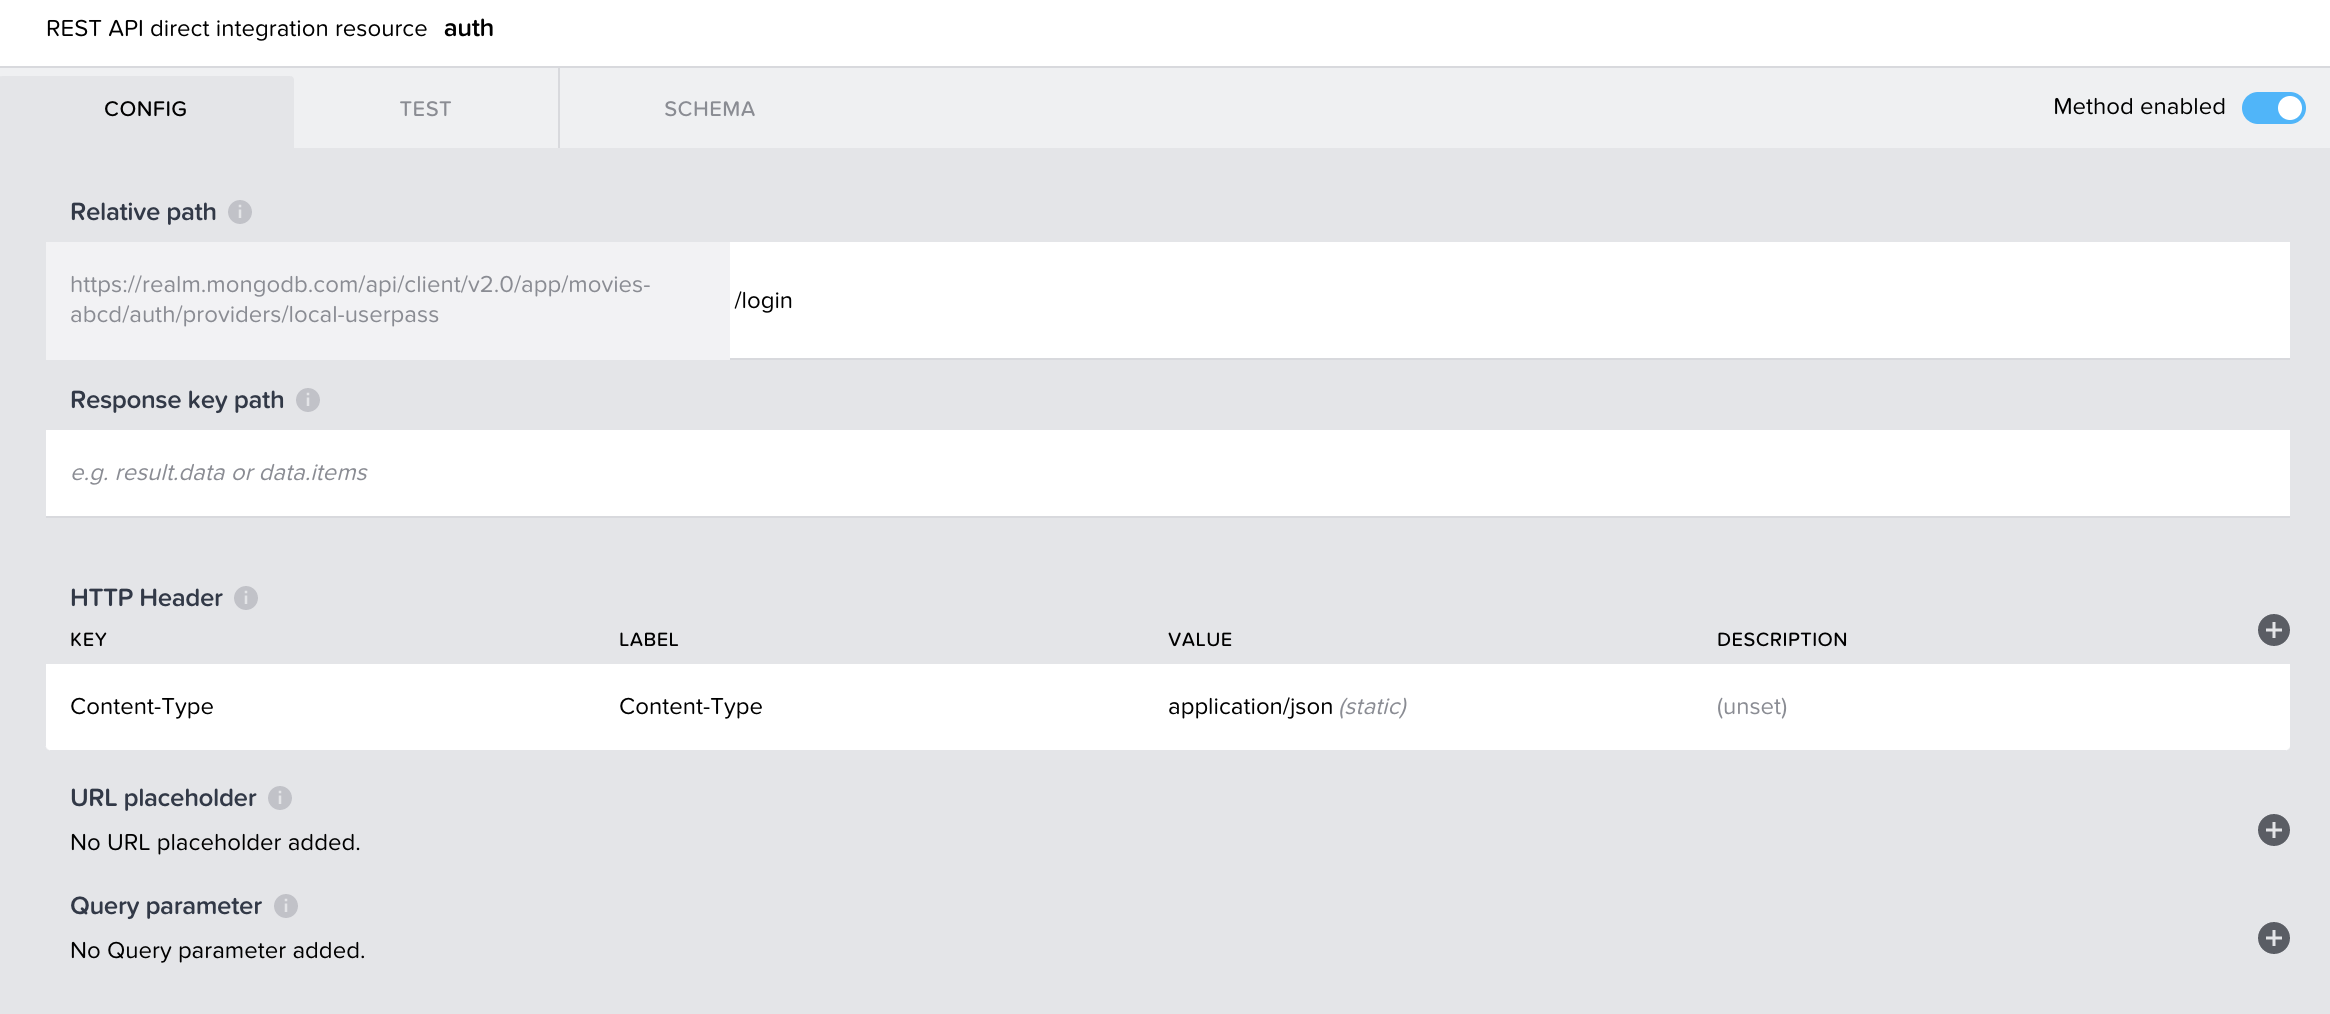 REST API direct integration resource auth
CONFIG TEST SCHEMA Method enabled
Relative path
https://realm.mongodb.com/api/client/v2.0/app/movies-
abcd/auth/providers/local-userpass
/login
Response key path
e.g. result.data or data.items
HTTP Header
KEY LABEL VALUE DESCRIPTION
Content-Type Content-Type application/json (static) (unset)
URL placeholder
No URL placeholder added.
Query parameter
No Query parameter added.